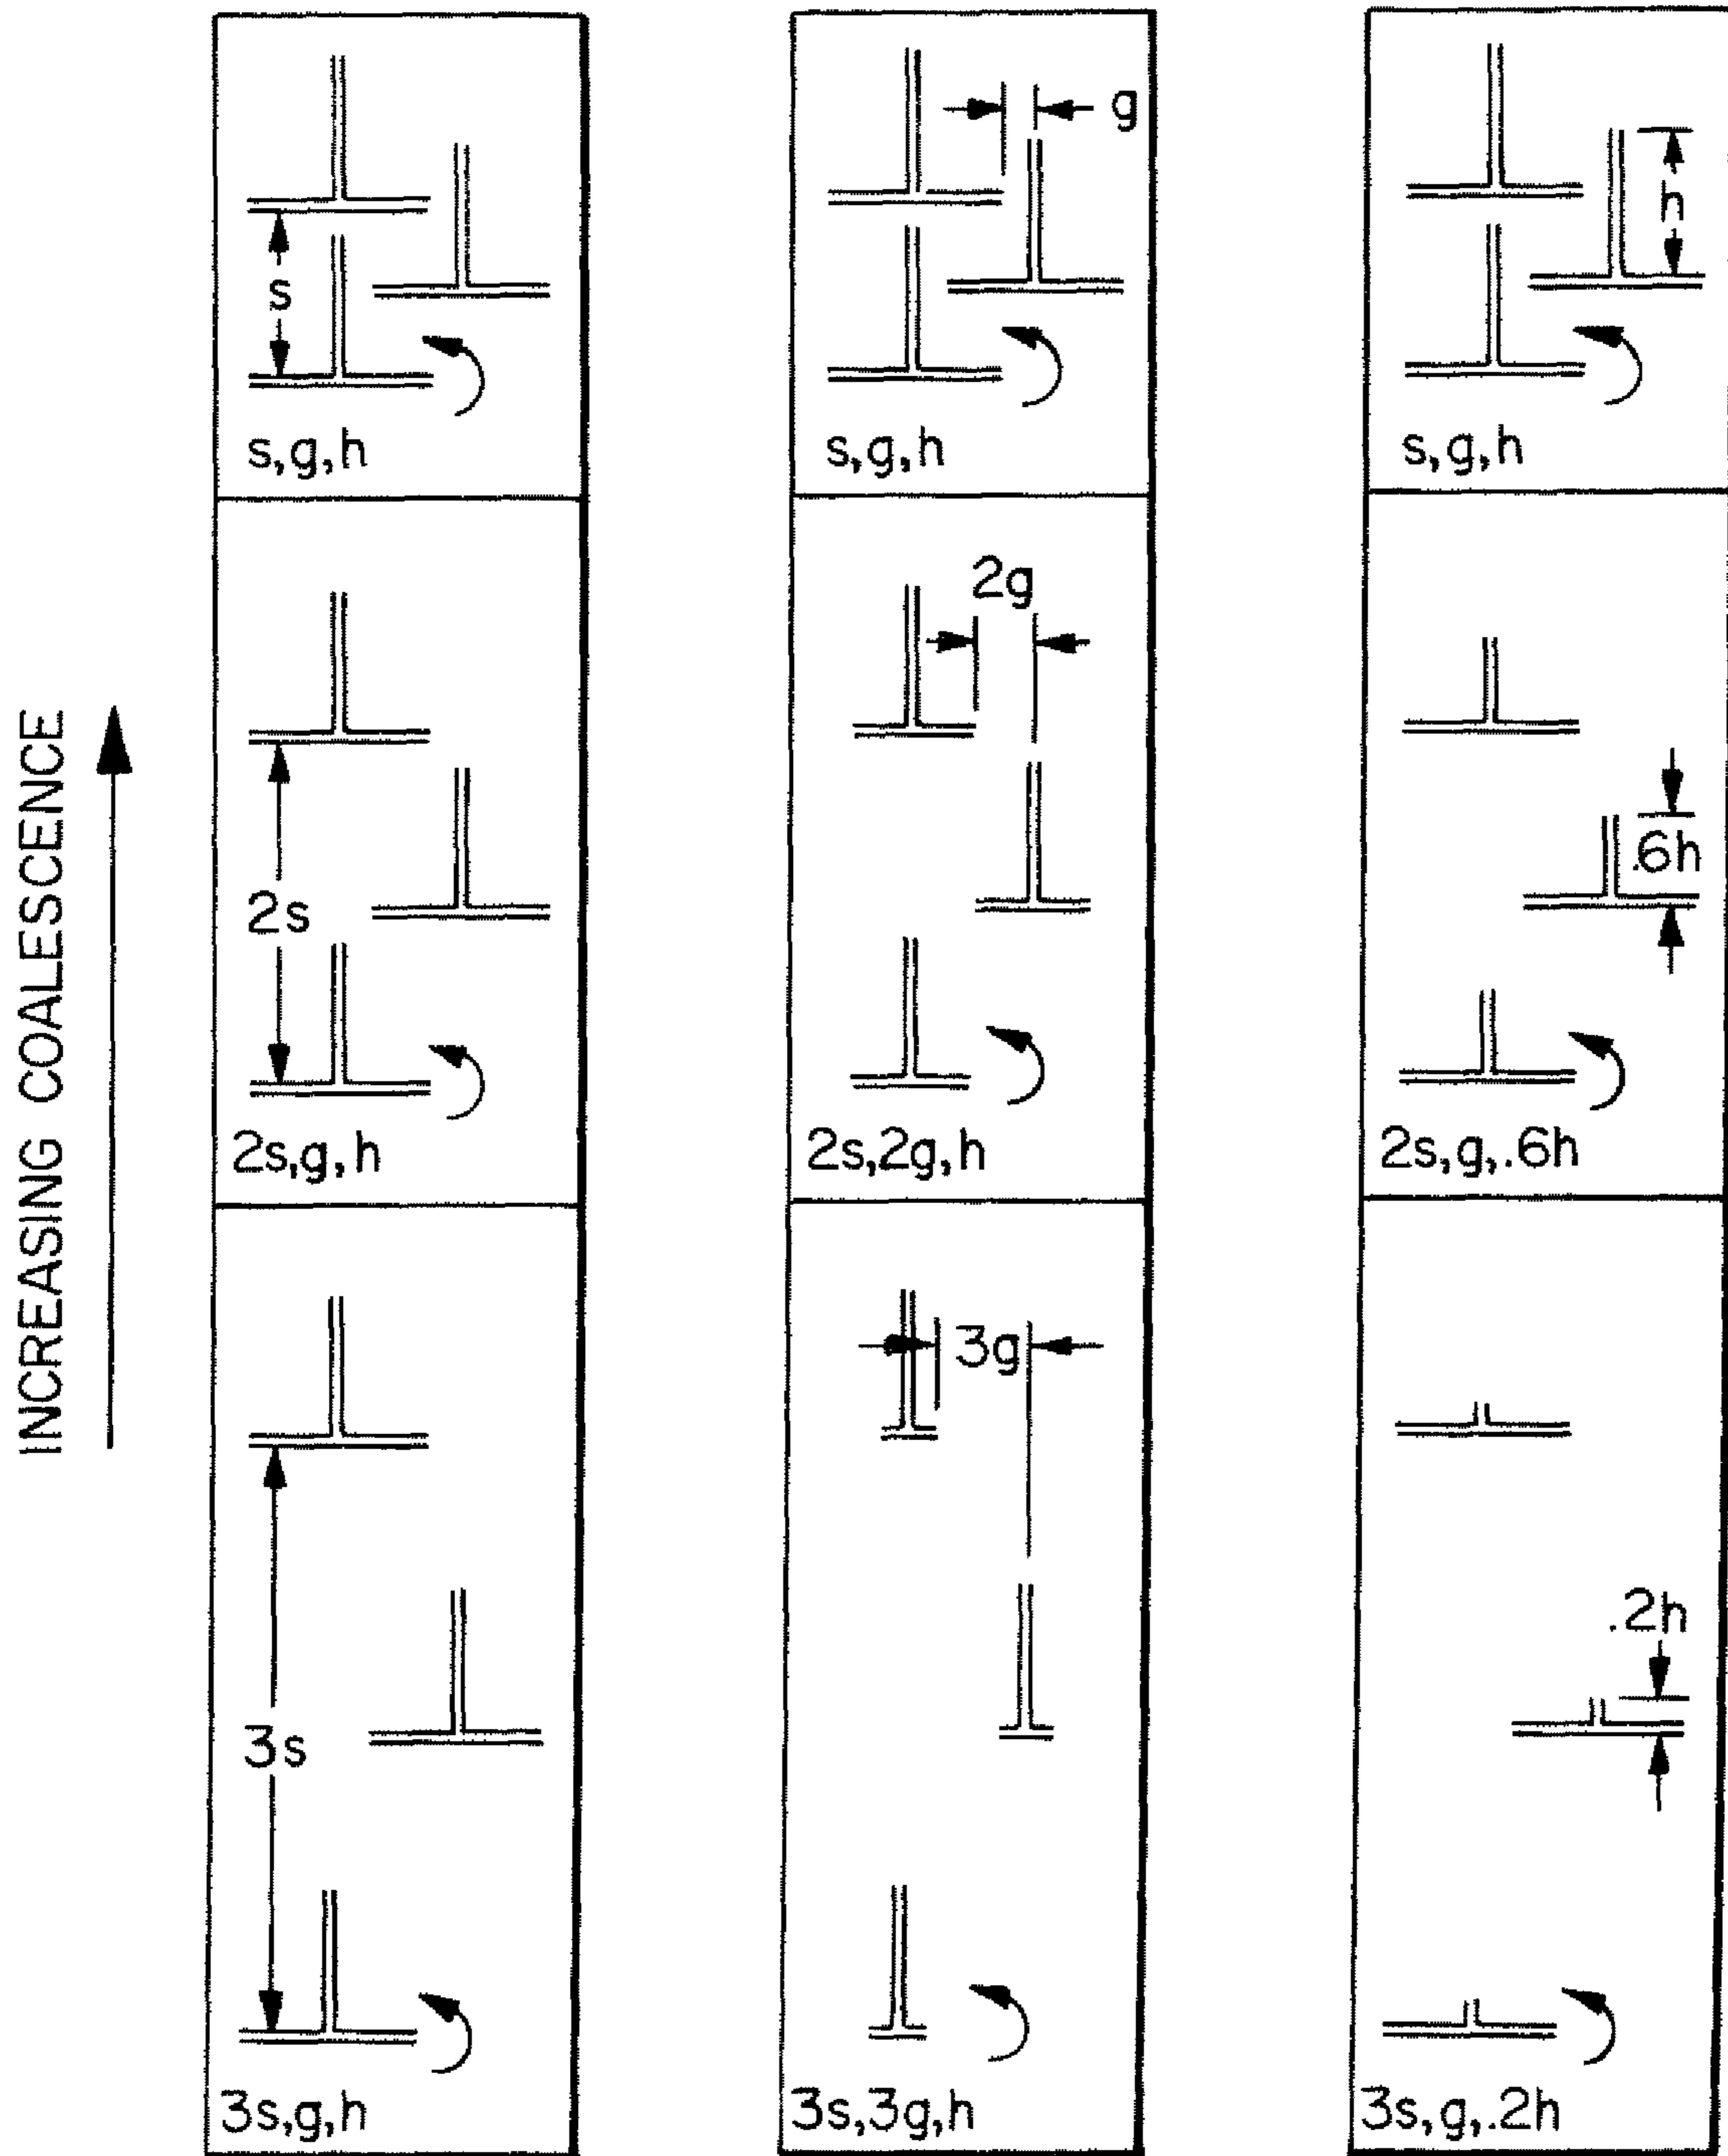 INCREASING COALESCENCE
s
s,g,h
2s
2s,g,h
3s
3s,g,h
g
s,g,h
2g
2s,2g,h
3g
3s,3g,h
h
s,g,h
.6h
2s,g,.6h
.2h
3s,g,.2h